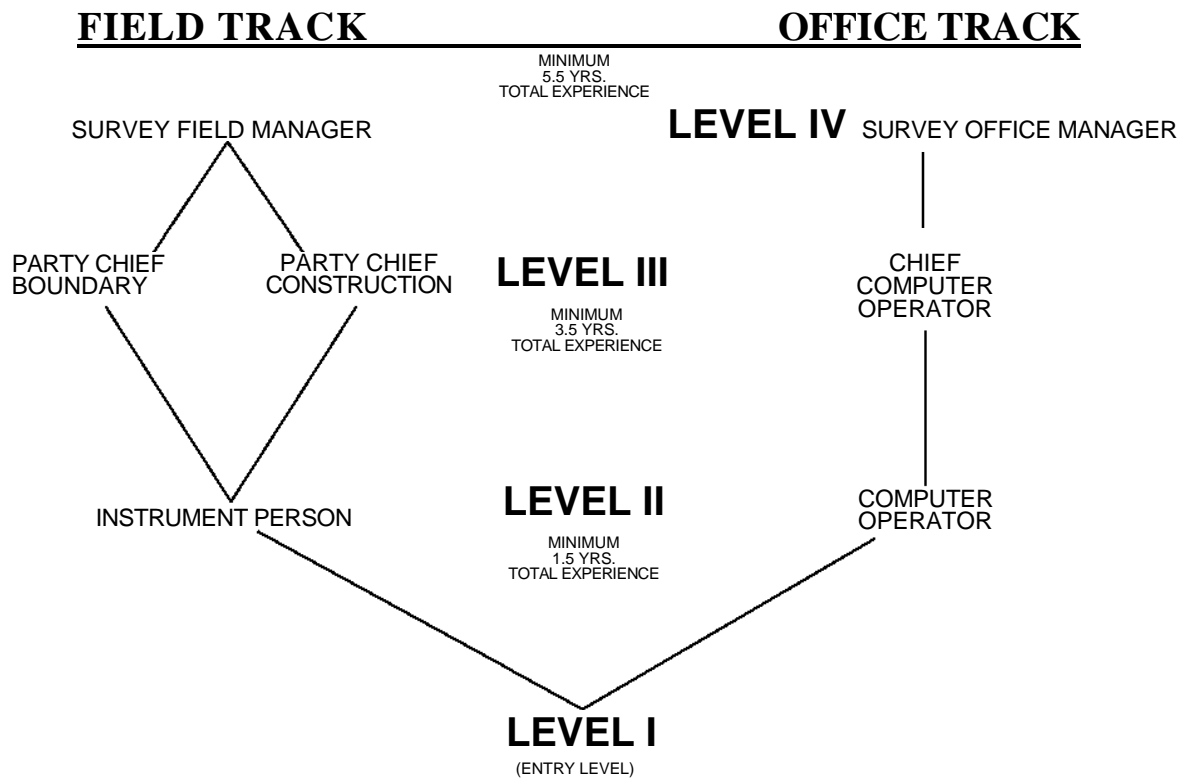 FIELD TRACK OFFICE TRACK
MINIMUM
5.5 YRS.
TOTAL EXPERIENCE
SURVEY FIELD MANAGER
LEVEL IV SURVEY OFFICE MANAGER
PARTY CHIEF
BOUNDARY
PARTY CHIEF
CONSTRUCTION
LEVEL III
MINIMUM
3.5 YRS.
TOTAL EXPERIENCE
CHIEF
COMPUTER
OPERATOR
INSTRUMENT PERSON
LEVEL II
MINIMUM
1.5 YRS.
TOTAL EXPERIENCE
COMPUTER
OPERATOR
LEVEL I
(ENTRY LEVEL)